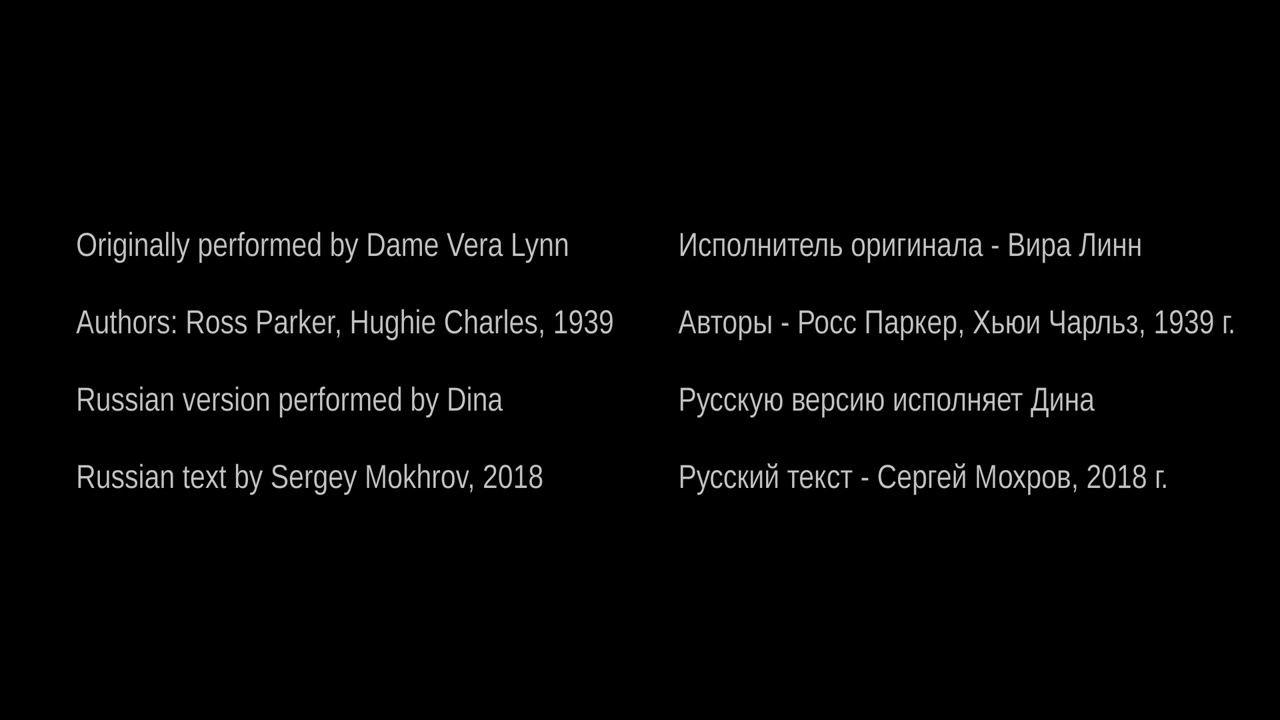 Originally performed by Dame Vera Lynn
Authors: Ross Parker, Hughie Charles, 1939
Russian version performed by Dina
Russian text by Sergey Mokhrov, 2018
Исполнитель оригинала - Вира Линн
Авторы - Росс Паркер, Хьюи Чарльз, 1939 г.
Русскую версию исполняет Дина
Русский текст - Сергей Мохров, 2018 г.